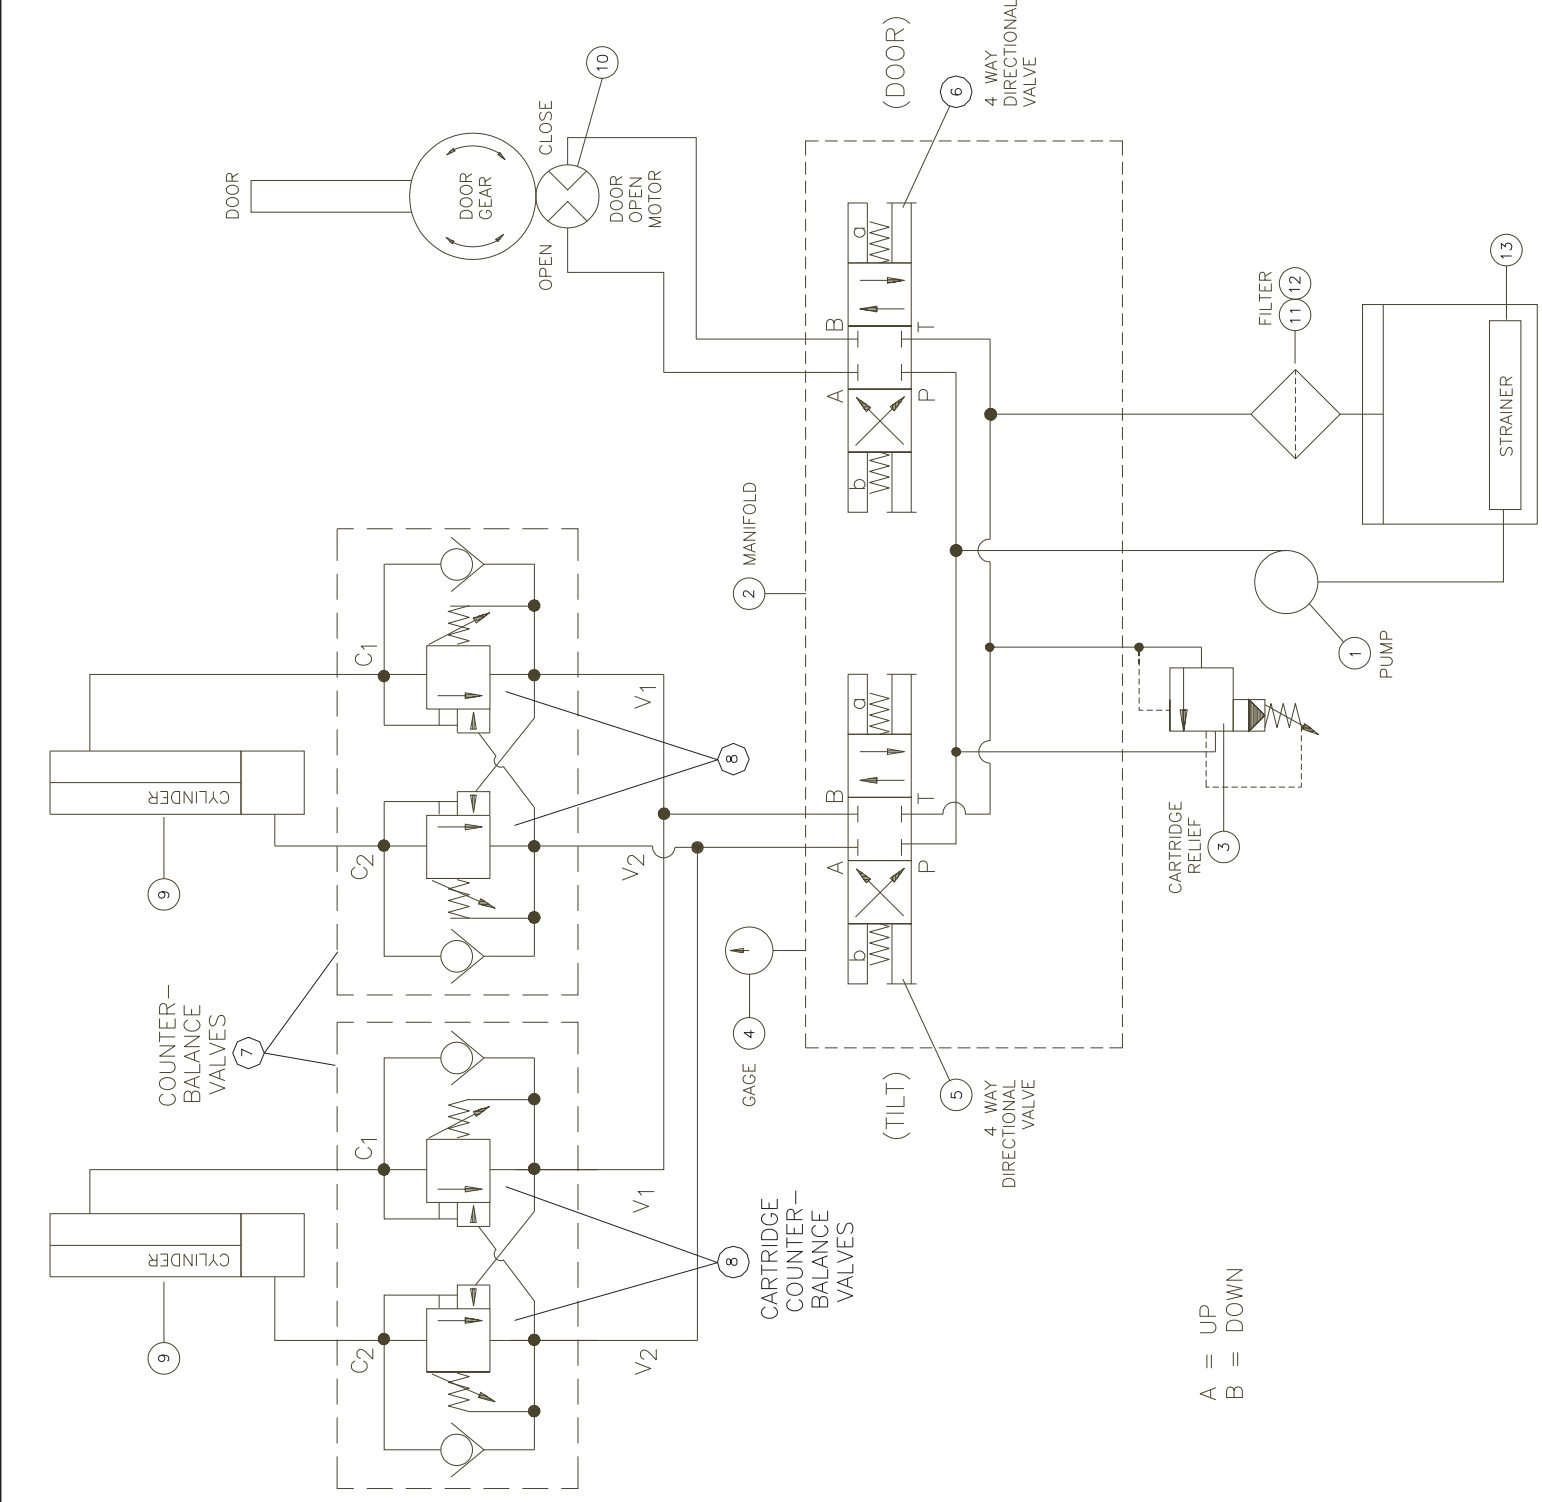 DOOR
DOOR
GEAR
CLOSE
OPEN
DOOR
OPEN
MOTOR
10
(DOOR)
6
4 WAY
DIRECTIONAL
VALVE
a
B
T
A
P
b
2
MANIFOLD
FILTER
11
12
13
STRAINER
1
PUMP
CARTRIDGE
RELIEF
3
a
B
T
A
P
b
GAGE
4
(TILT)
5
4 WAY
DIRECTIONAL
VALVE
CYLINDER
9
C1
C2
V1
V2
8
COUNTER-
BALANCE
VALVES
7
CYLINDER
9
C1
C2
V1
V2
8
CARTRIDGE
COUNTER-
BALANCE
VALVES
A = UP
B = DOWN